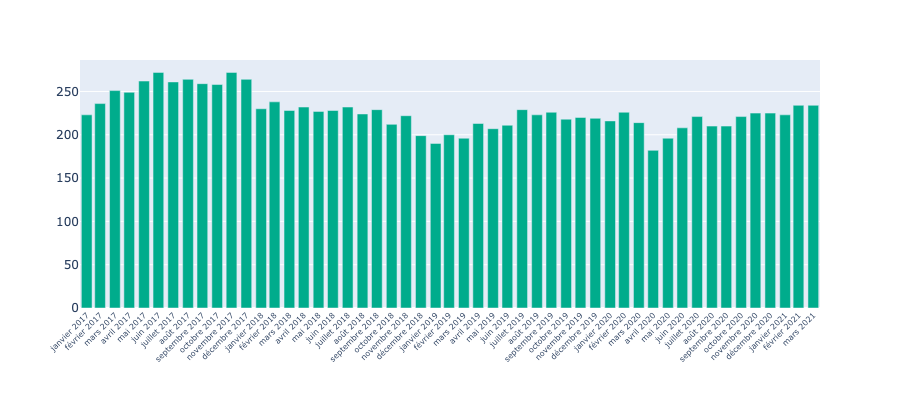 250
200
150
100
50
0
janvier 2017
février 2017
mars 2017
avril 2017
mai 2017
juin 2017
juillet 2017
août 2017
septembre 2017
octobre 2017
novembre 2017
décembre 2017
janvier 2018
février 2018
mars 2018
avril 2018
mai 2018
juin 2018
juillet 2018
août 2018
septembre 2018
octobre 2018
novembre 2018
décembre 2018
janvier 2019
février 2019
mars 2019
avril 2019
mai 2019
juin 2019
juillet 2019
août 2019
septembre 2019
octobre 2019
novembre 2019
décembre 2019
janvier 2020
février 2020
mars 2020
avril 2020
mai 2020
juin 2020
juillet 2020
août 2020
septembre 2020
octobre 2020
novembre 2020
décembre 2020
janvier 2021
février 2021
mars 2021